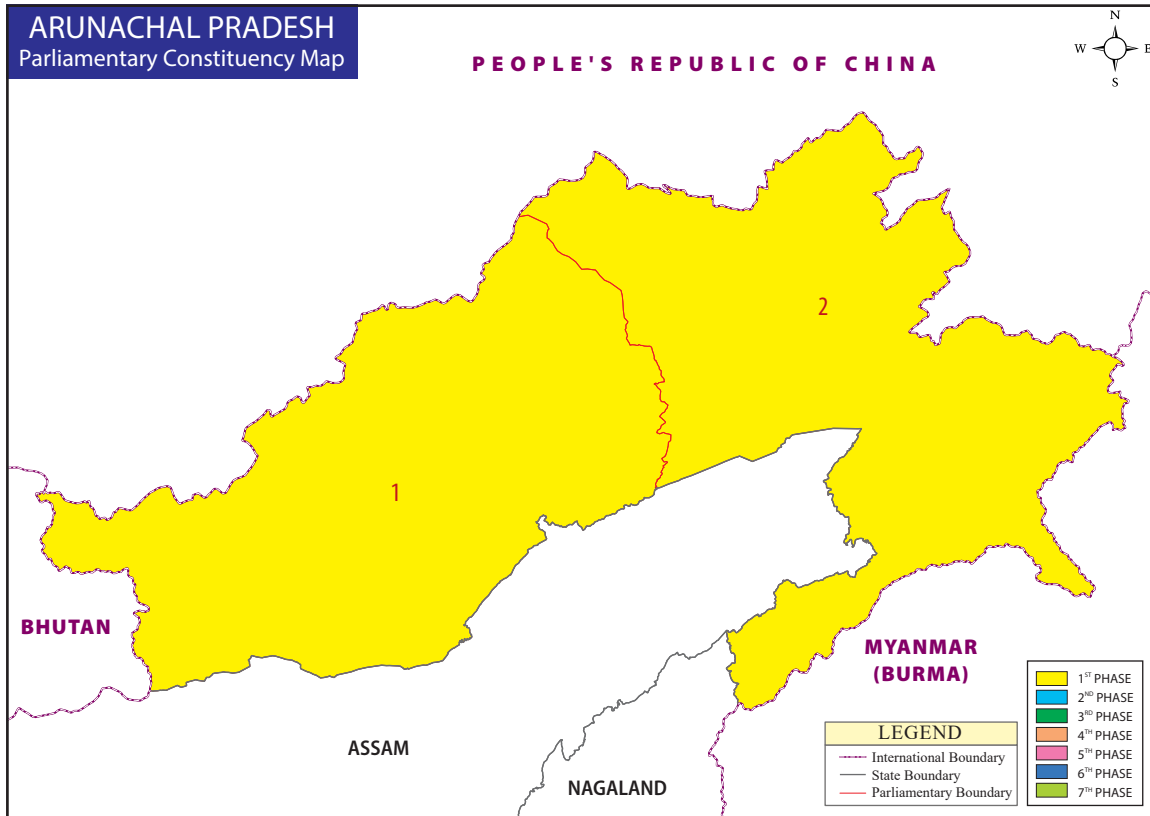 ARUNACHAL PRADESH
Parliamentary Constituency Map
PEOPLE'S REPUBLIC OF CHINA
N
W
E
S
2
1
BHUTAN
MYANMAR
(BURMA)
ASSAM
NAGALAND
LEGEND
International Boundary
State Boundary
Parliamentary Boundary
1ST PHASE
2ND PHASE
3RD PHASE
4TH PHASE
5TH PHASE
6TH PHASE
7TH PHASE